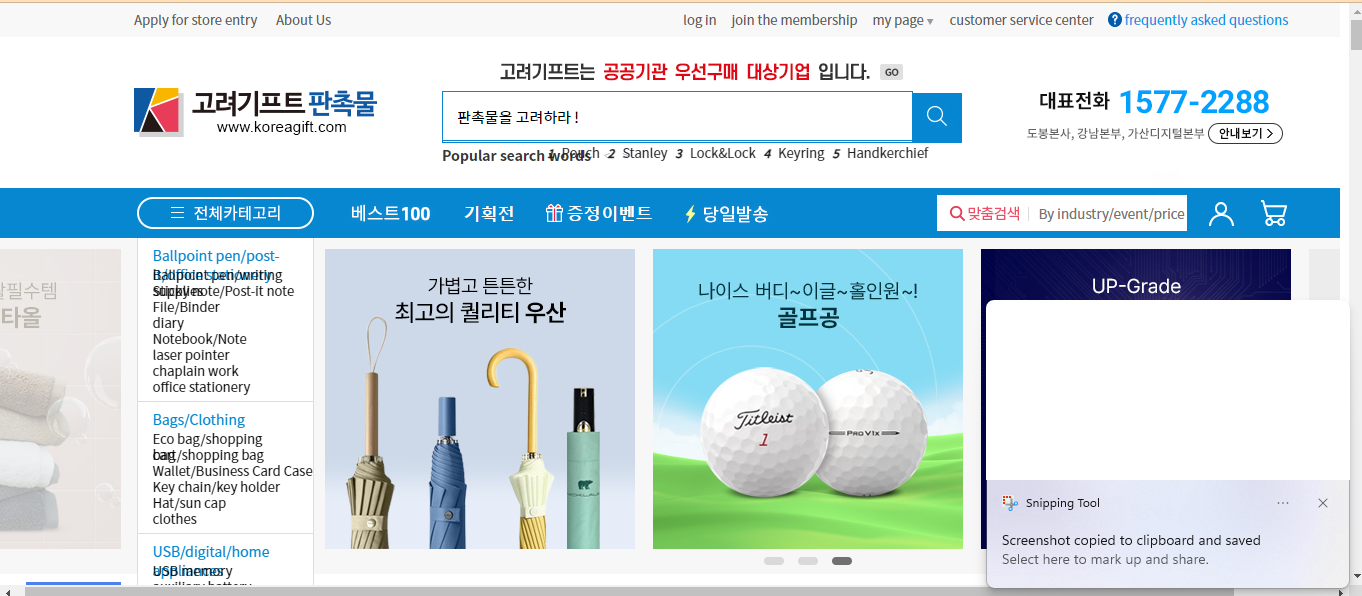 Apply for store entry About Us log in join the membership my page customer service center frequently asked questions
고려기프트는 공공기관 우선구매 대상기업 입니다. GO
고려기프트 판촉물
www.koreagift.com
판촉물을 고려하라 !
대표전화 1577-2288
도봉본사, 강남본부, 가산디지털본부 안내보기
Popular search words 1 Pouch 2 Stanley 3 Lock&Lock 4 Keyring 5 Handkerchief
전체카테고리 베스트100 기획전 증정이벤트 당일발송 맞춤검색 By industry/event/price
Ballpoint pen/post-
it/office stationery
Ballpoint pen/writing
supplies
Sticky note/Post-it note
File/Binder
diary
Notebook/Note
laser pointer
chaplain work
office stationery
Bags/Clothing
Eco bag/shopping
bag
cart/shopping bag
Wallet/Business Card Case
Key chain/key holder
Hat/sun cap
clothes
USB/digital/home
appliances
USB memory
auxiliary battery
필수템
타올
가볍고 튼튼한
최고의 퀄리티 우산
나이스 버디~이글~홀인원~!
골프공
Titleist
1
PRO V1x
UP-Grade
Snipping Tool
Screenshot copied to clipboard and saved
Select here to mark up and share.